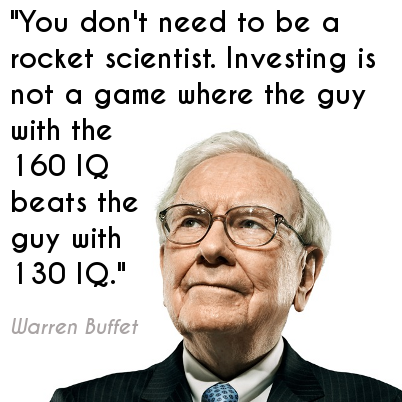 "You don't need to be a
rocket scientist. Investing is
not a game where the guy
with the
160 IQ
beats the
guy with
130 IQ."
Warren Buffet